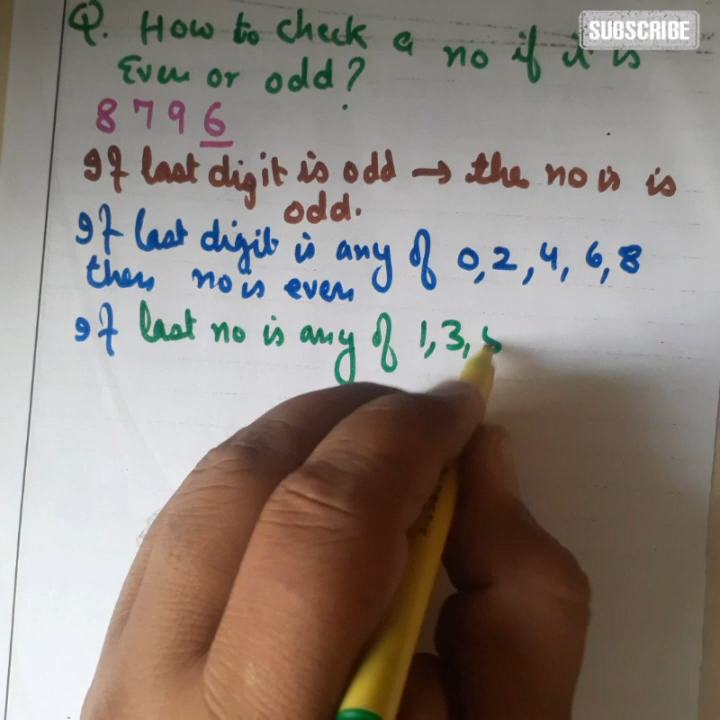 SUBSCRIBE
Q. How to check a no if it is
Even or odd?
8796
If last digit is odd → the no is is
odd.
If last digit is any of 0,2,4,6,8
then no is even
If last no is any of 1,3,